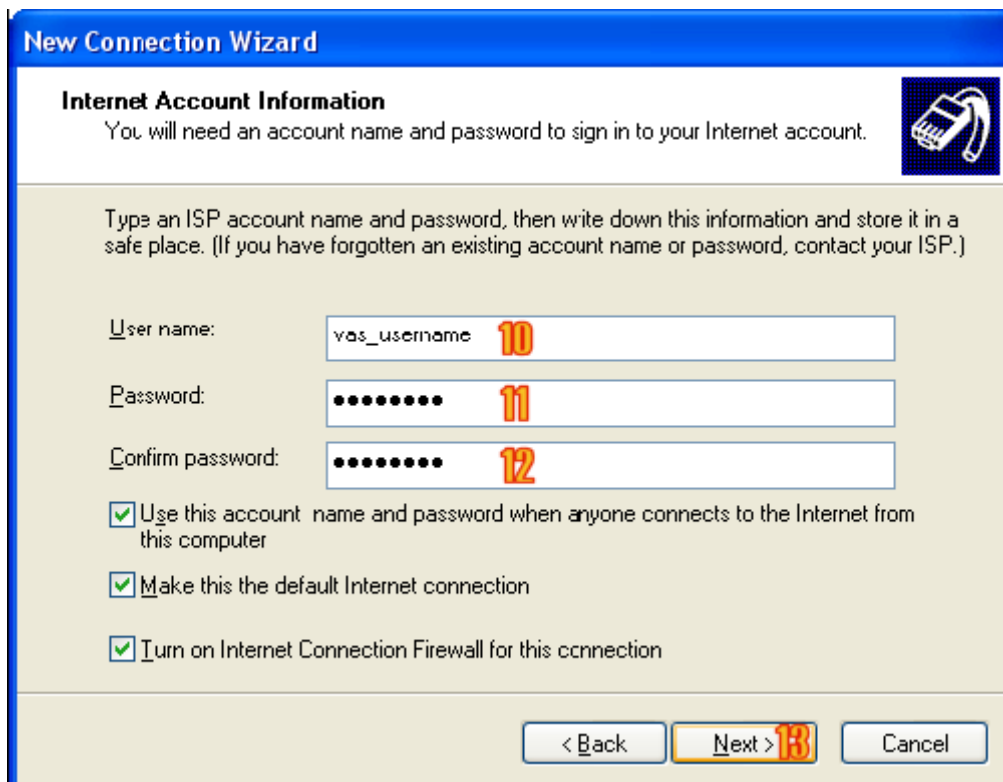 New Connection Wizard
Internet Account Information
You will need an account name and password to sign in to your Internet account.
Type an ISP account name and password, then write down this information and store it in a
safe place. (If you have forgotten an existing account name or password, contact your ISP.)
User name:
vas_username 10
Password:
•••••••• 11
Confirm password:
•••••••• 12
Use this account name and password when anyone connects to the Internet from
this computer
Make this the default Internet connection
Turn on Internet Connection Firewall for this connection
< Back
Next > 13
Cancel